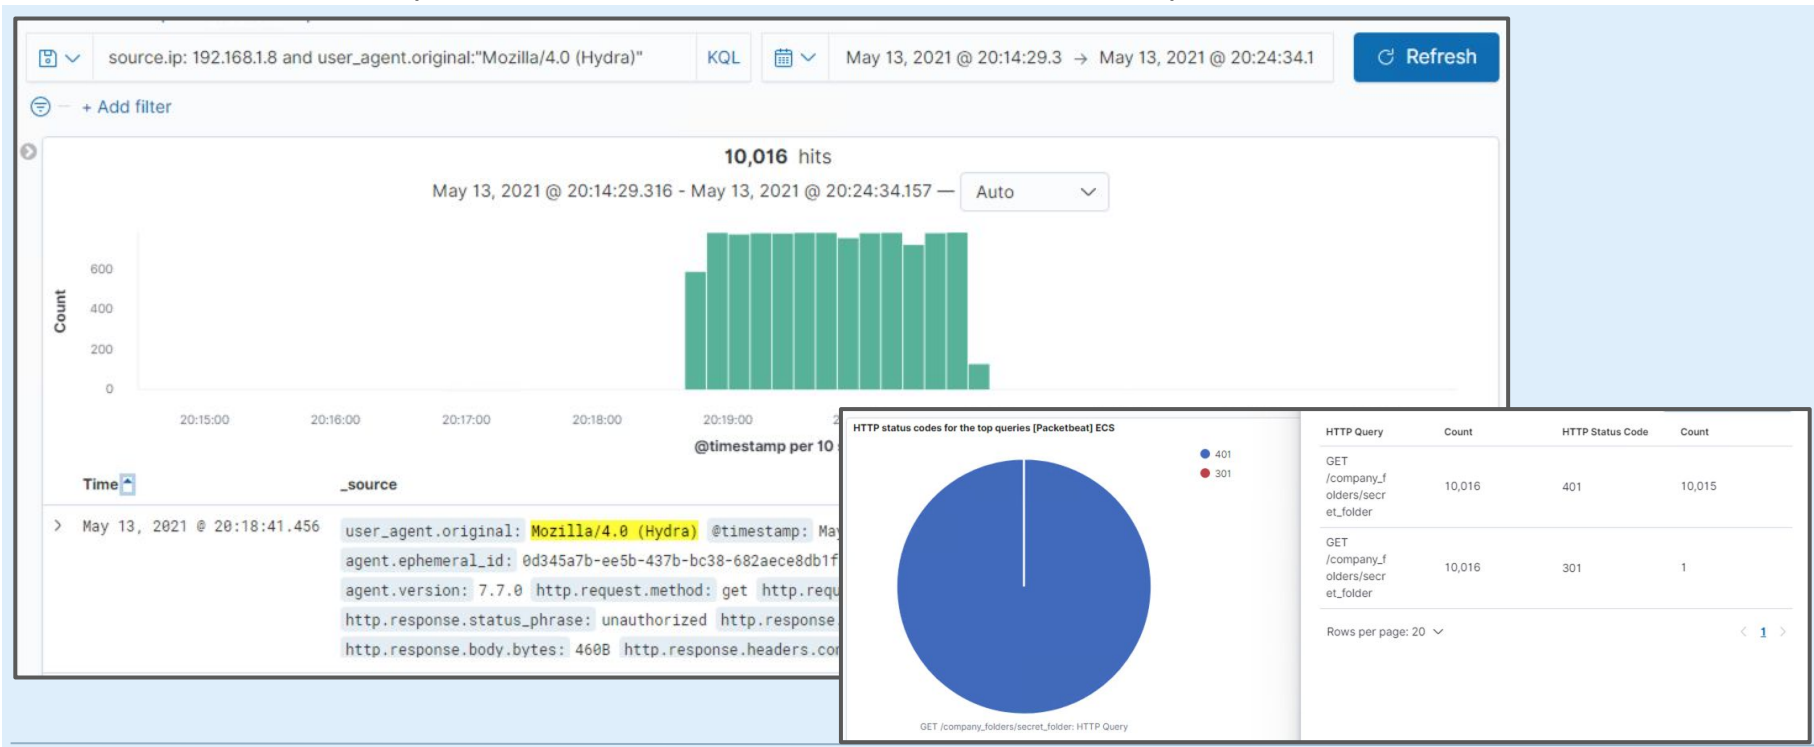 source.ip: 192.168.1.8 and user_agent.original:"Mozilla/4.0 (Hydra)" KQL May 13, 2021 @ 20:14:29.3 → May 13, 2021 @ 20:24:34.1 Refresh
+ Add filter
10,016 hits
May 13, 2021 @ 20:14:29.316 - May 13, 2021 @ 20:24:34.157 — Auto
Count
600
400
200
0
20:15:00 20:16:00 20:17:00 20:18:00 20:19:00
@timestamp per 10
Time _source
May 13, 2021 @ 20:18:41.456
user_agent.original: Mozilla/4.0 (Hydra) @timestamp: May
agent.ephemeral_id: 0d345a7b-ee5b-437b-bc38-682aece8db1f
agent.version: 7.7.0 http.request.method: get http.requ
http.response.status_phrase: unauthorized http.response.
http.response.body.bytes: 460B http.response.headers.con
HTTP status codes for the top queries [Packetbeat] ECS
401
301
GET /company_folders/secret_folder: HTTP Query
HTTP Query Count HTTP Status Code Count
GET
/company_f
olders/secr
et_folder
10,016 401 10,015
GET
/company_f
olders/secr
et_folder
10,016 301 1
Rows per page: 20 < 1 >